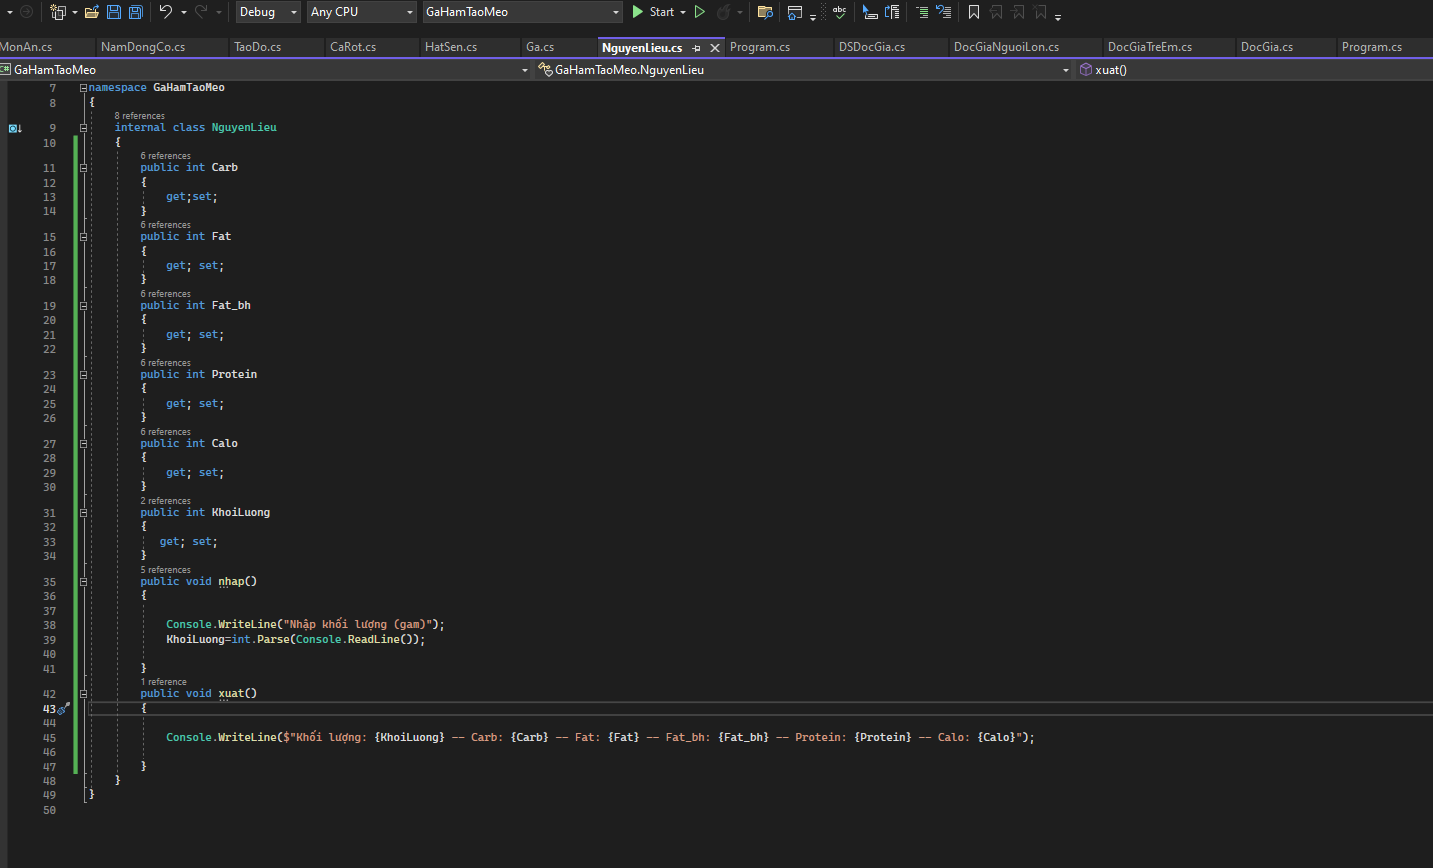 Debug Any CPU GaHamTaoMeo Start abc
MonAn.cs NamDongCo.cs TaoDo.cs CaRot.cs HatSen.cs Ga.cs NguyenLieu.cs Program.cs DSDocGia.cs DocGiaNguoiLon.cs DocGiaTreEm.cs DocGia.cs Program.cs
C# GaHamTaoMeo GaHamTaoMeo.NguyenLieu xuat()
7 namespace GaHamTaoMeo
8 {
8 references
9 internal class NguyenLieu
10 {
6 references
11 public int Carb
12 {
13 get;set;
14 }
6 references
15 public int Fat
16 {
17 get; set;
18 }
6 references
19 public int Fat_bh
20 {
21 get; set;
22 }
6 references
23 public int Protein
24 {
25 get; set;
26 }
6 references
27 public int Calo
28 {
29 get; set;
30 }
2 references
31 public int KhoiLuong
32 {
33 get; set;
34 }
5 references
35 public void nhap()
36 {
37
38 Console.WriteLine("Nhập khối lượng (gam)");
39 KhoiLuong=int.Parse(Console.ReadLine());
40
41 }
1 reference
42 public void xuat()
43 {
44
45 Console.WriteLine($"Khối lượng: {KhoiLuong} -- Carb: {Carb} -- Fat: {Fat} -- Fat_bh: {Fat_bh} -- Protein: {Protein} -- Calo: {Calo}");
46
47 }
48 }
49 }
50